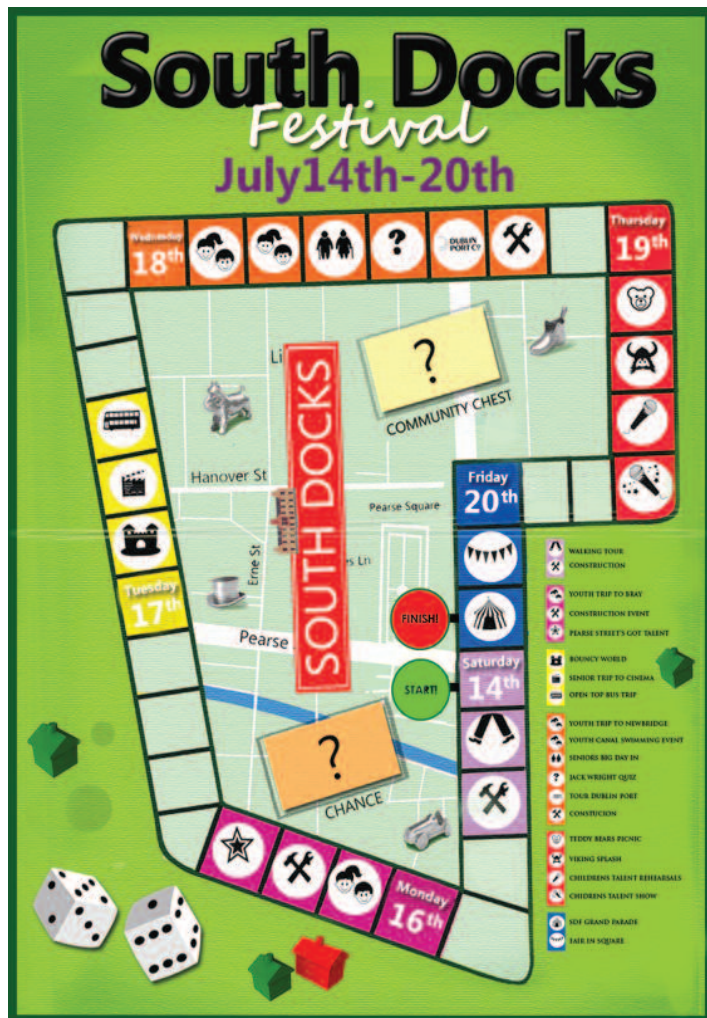 South Docks
Festival
July14th-20th
Wednesday
18th
?
DUBLIN
PORT Co
Thursday
19th
Li
?
COMMUNITY CHEST
SOUTH DOCKS
Hanover St
Pearse Square
Friday
20th
Erne St
s Ln
Tuesday
17th
FINISH!
Pearse
START!
Saturday
14th
?
CHANCE
Monday
16th
WALKING TOUR
CONSTRUCTION
YOUTH TRIP TO BRAY
CONSTRUCTION EVENT
PEARSE STREET'S GOT TALENT
BOUNCY WORLD
SENIOR TRIP TO CINEMA
OPEN TOP BUS TRIP
YOUTH TRIP TO NEWBRIDGE
YOUTH CANAL SWIMMING EVENT
SENIORS BIG DAY IN
? JACK WRIGHT QUIZ
TOUR DUBLIN PORT
CONSTUCION
TEDDY BEARS PICNIC
VIKING SPLASH
CHILDRENS TALENT REHEARSALS
CHIDRENS TALENT SHOW
SDF GRAND PARADE
FAIR IN SQUARE